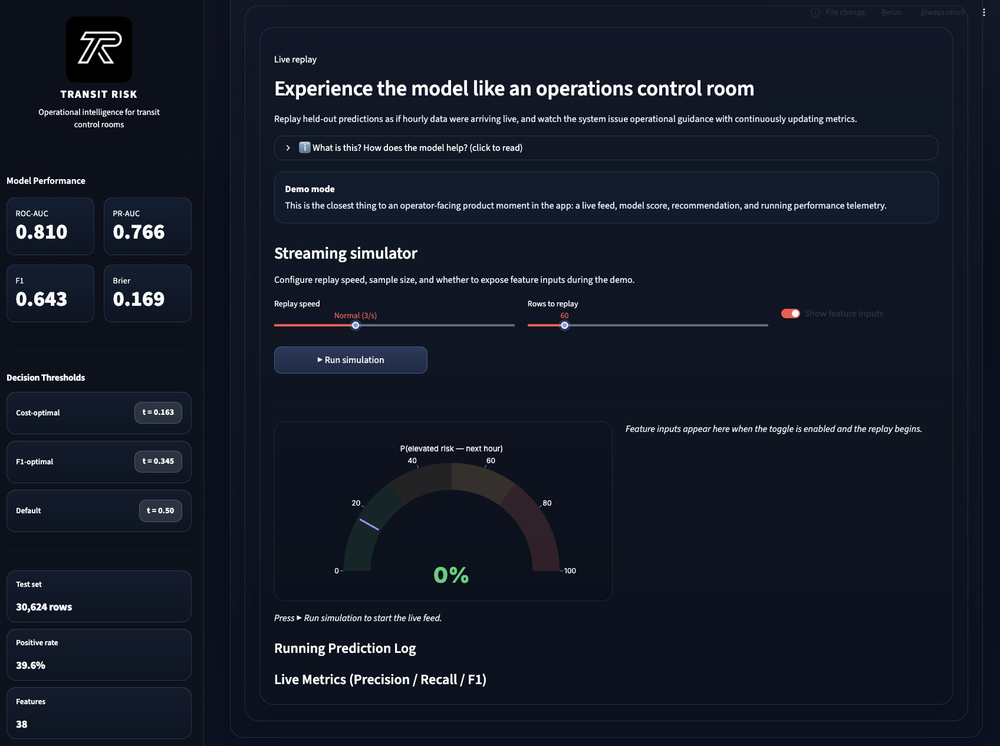 File change.
Rerun
Always rerun
TR
TRANSIT RISK
Operational intelligence for transit
control rooms
Model Performance
ROC-AUC
0.810
PR-AUC
0.766
F1
0.643
Brier
0.169
Decision Thresholds
Cost-optimal
t = 0.163
F1-optimal
t = 0.345
Default
t = 0.50
Test set
30,624 rows
Positive rate
39.6%
Features
38
Live replay
Experience the model like an operations control room
Replay held-out predictions as if hourly data were arriving live, and watch the system issue operational guidance with continuously updating metrics.
ℹ️ What is this? How does the model help? (click to read)
Demo mode
This is the closest thing to an operator-facing product moment in the app: a live feed, model score, recommendation, and running performance telemetry.
Streaming simulator
Configure replay speed, sample size, and whether to expose feature inputs during the demo.
Replay speed
Normal (3/s)
Rows to replay
60
Show feature inputs
▶ Run simulation
P(elevated risk — next hour)
0
20
40
60
80
100
0%
Feature inputs appear here when the toggle is enabled and the replay begins.
Press ▶ Run simulation to start the live feed.
Running Prediction Log
Live Metrics (Precision / Recall / F1)